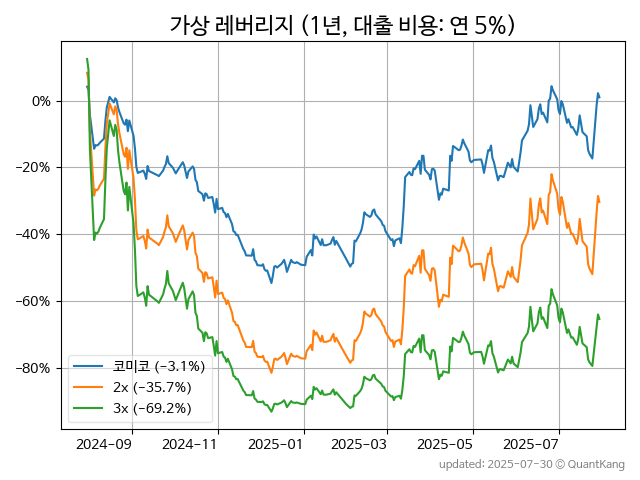 가상 레버리지 (1년, 대출 비용: 연 5%)
0%
−20%
−40%
−60%
−80%
코미코 (−3.1%)
2x (−35.7%)
3x (−69.2%)
2024−09 2024−11 2025−01 2025−03 2025−05 2025−07
updated: 2025−07−30 © QuantKang